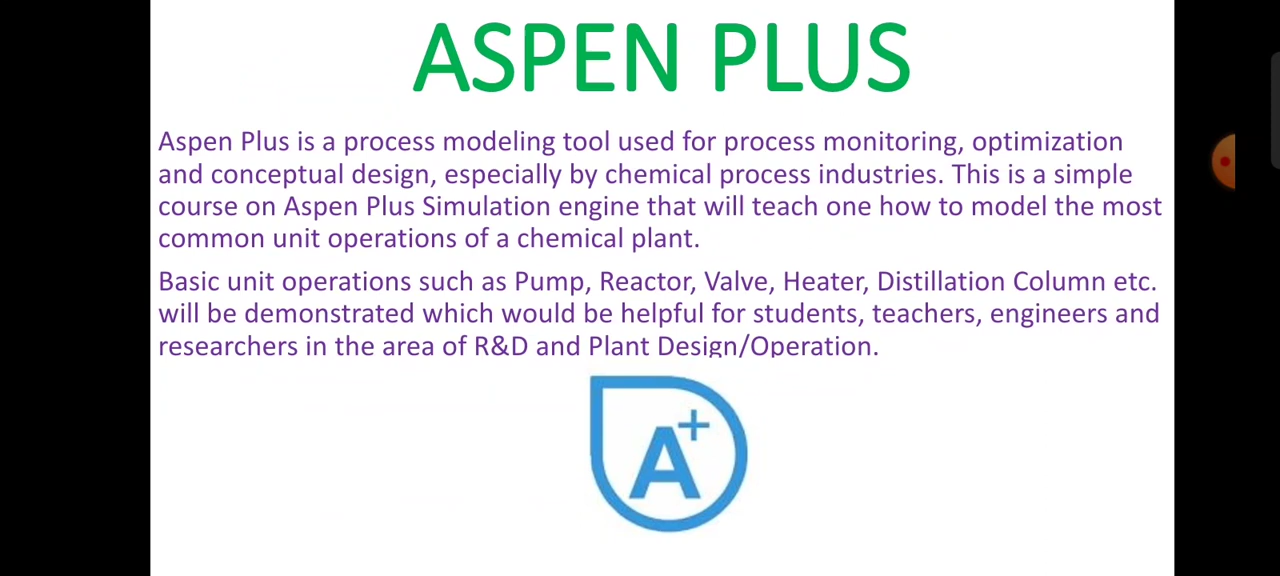 ASPEN PLUS
Aspen Plus is a process modeling tool used for process monitoring, optimization
and conceptual design, especially by chemical process industries. This is a simple
course on Aspen Plus Simulation engine that will teach one how to model the most
common unit operations of a chemical plant.
Basic unit operations such as Pump, Reactor, Valve, Heater, Distillation Column etc.
will be demonstrated which would be helpful for students, teachers, engineers and
researchers in the area of R&D and Plant Design/Operation.
A+